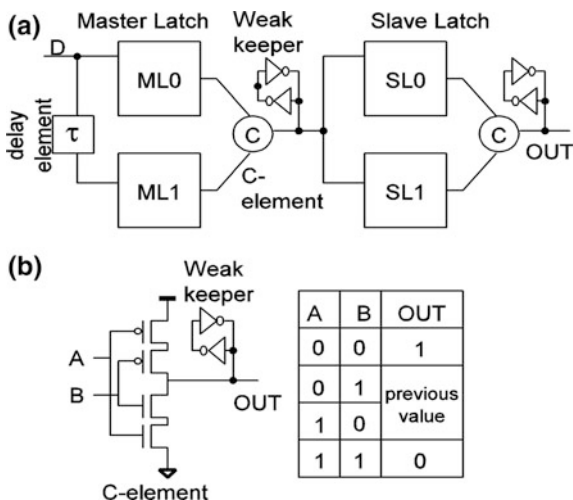 (a) Master Latch Weak keeper Slave Latch
D
ML0 SL0
delay element
τ
C C
ML1 C-element SL1 OUT
(b)
Weak keeper
A
B
OUT
C-element
A B OUT
0 0 1
0 1 previous value
1 0
1 1 0